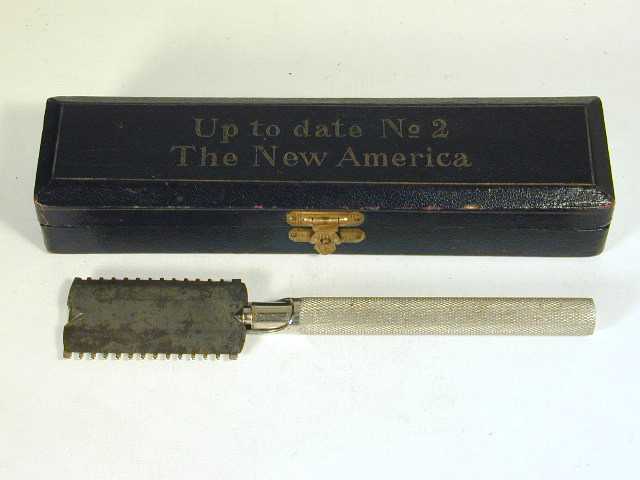 Up to date No 2
The New America